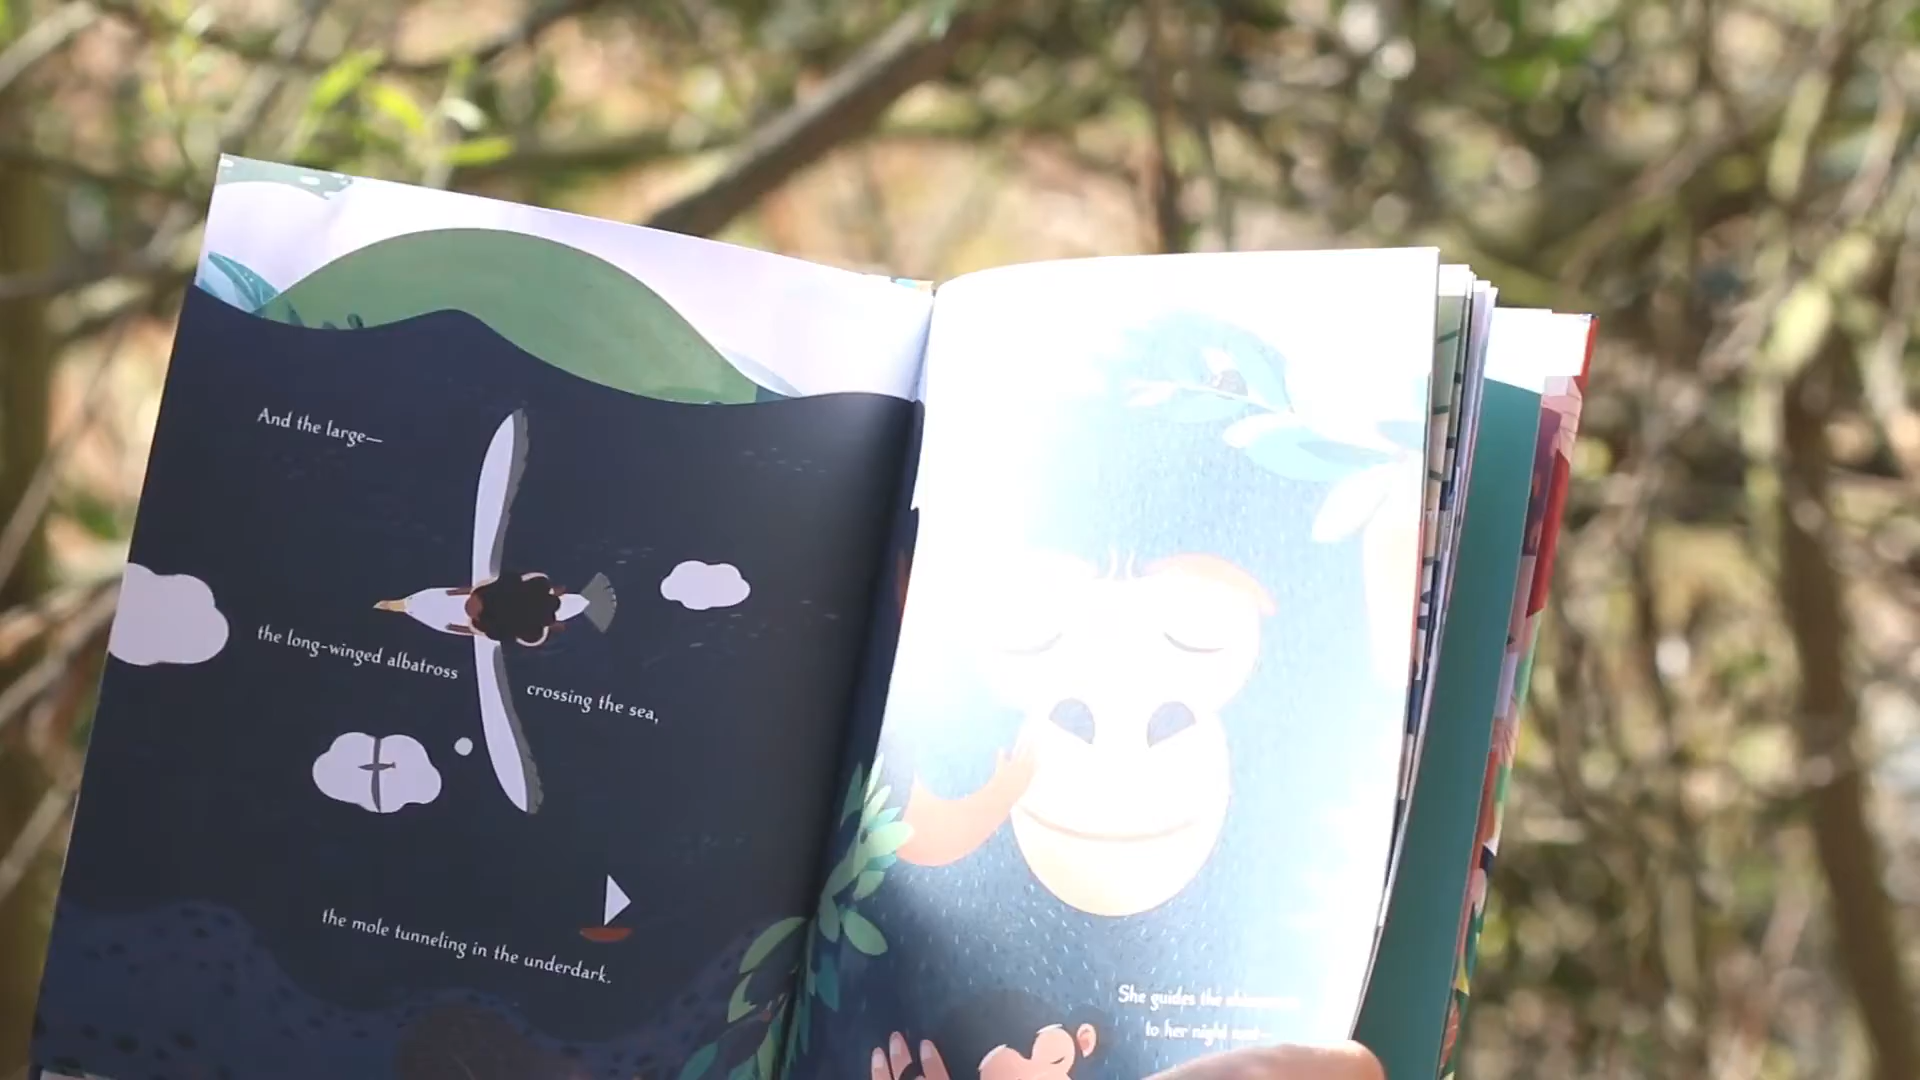 And the large—
the long-winged albatross
crossing the sea,
the mole tunneling in the underdark.
She guides the
to her night